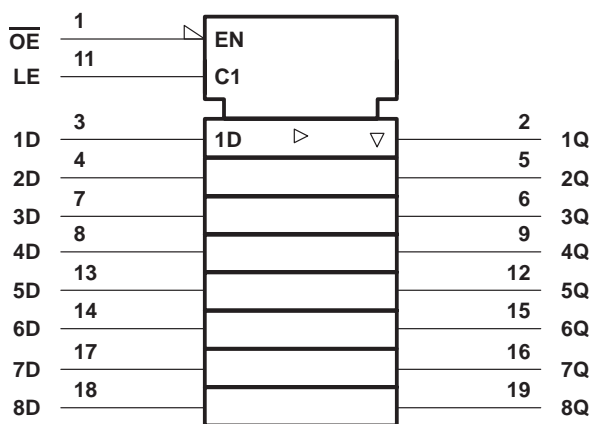 OE 1 EN
LE 11 C1
1D 3 1D 2 1Q
2D 4 5 2Q
3D 7 6 3Q
4D 8 9 4Q
5D 13 12 5Q
6D 14 15 6Q
7D 17 16 7Q
8D 18 19 8Q